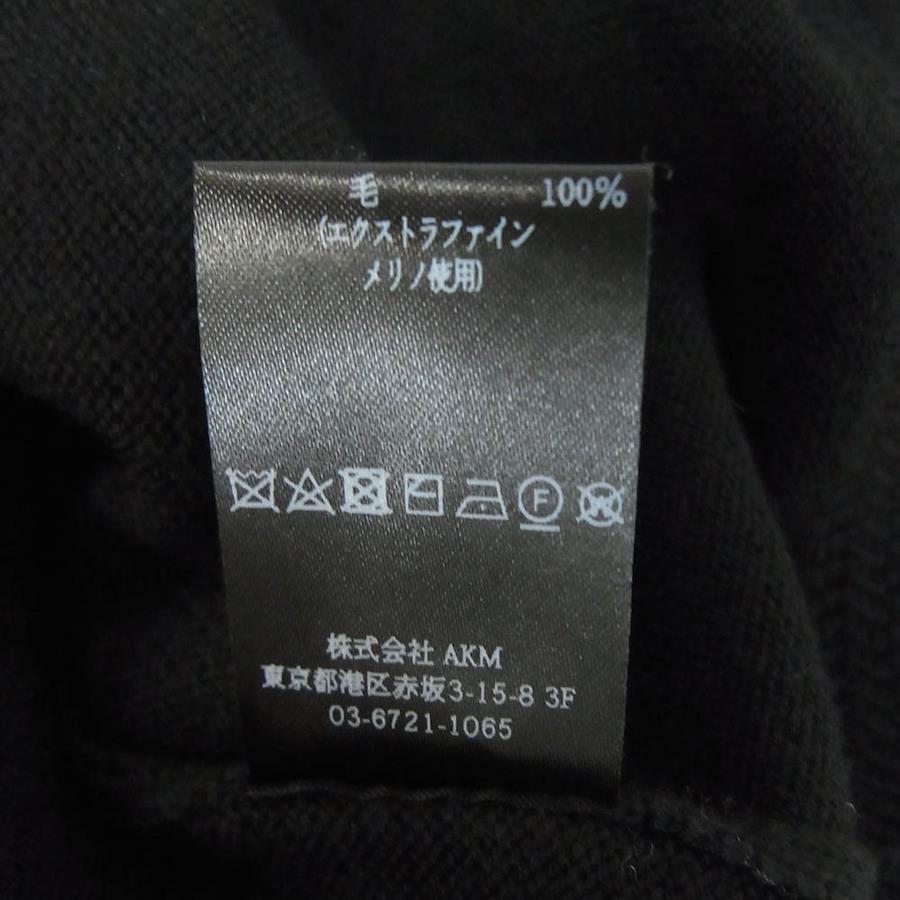 毛 100%
(エクストラファイン
メリノ使用)
F
W
株式会社 AKM
東京都港区赤坂3-15-8 3F
03-6721-1065